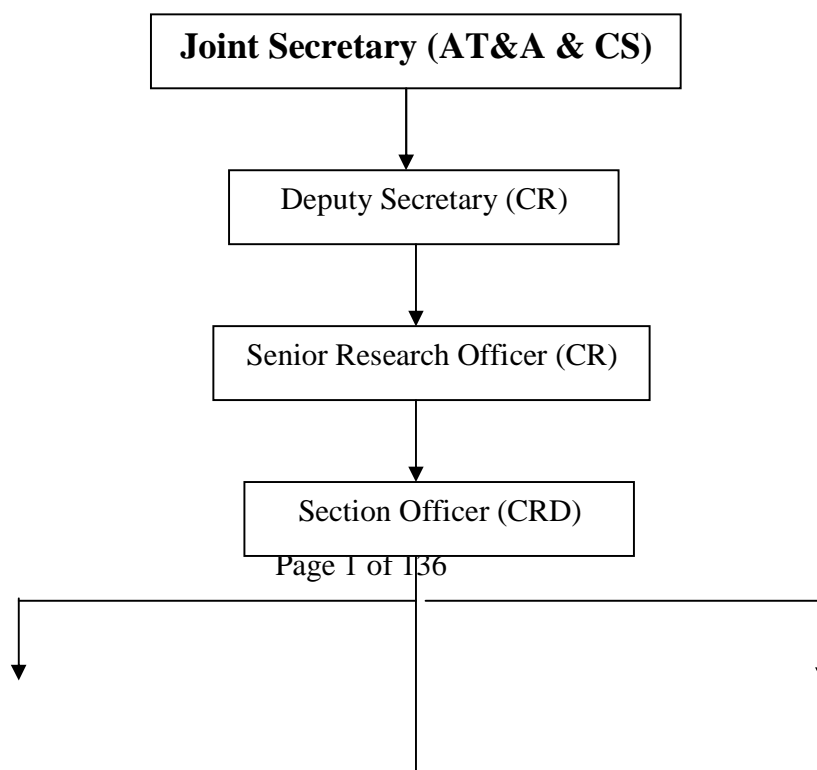 Joint Secretary (AT&A & CS)
Deputy Secretary (CR)
Senior Research Officer (CR)
Section Officer (CRD)
Page 1 of 136